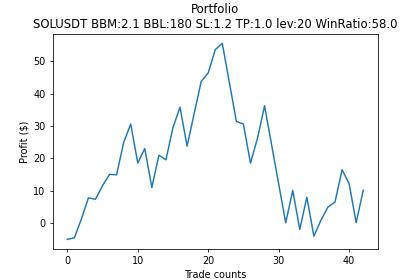 Portfolio
SOLUSDT BBM:2.1 BBL:180 SL:1.2 TP:1.0 lev:20 WinRatio:58.0
50
40
30
20
10
0
Profit ($)
0
10
20
30
40
Trade counts